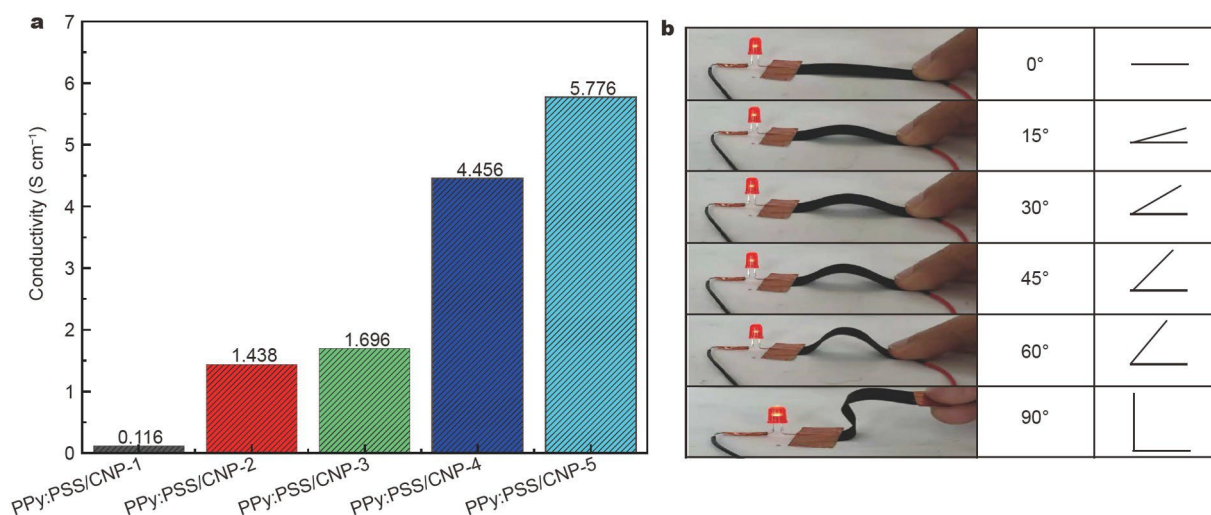 a
7
6
5
4
3
2
1
0
Conductivity (S cm⁻¹)
0.116
1.438
1.696
4.456
5.776
PPy:PSS/CNP-1
PPy:PSS/CNP-2
PPy:PSS/CNP-3
PPy:PSS/CNP-4
PPy:PSS/CNP-5
b
0°
15°
30°
45°
60°
90°